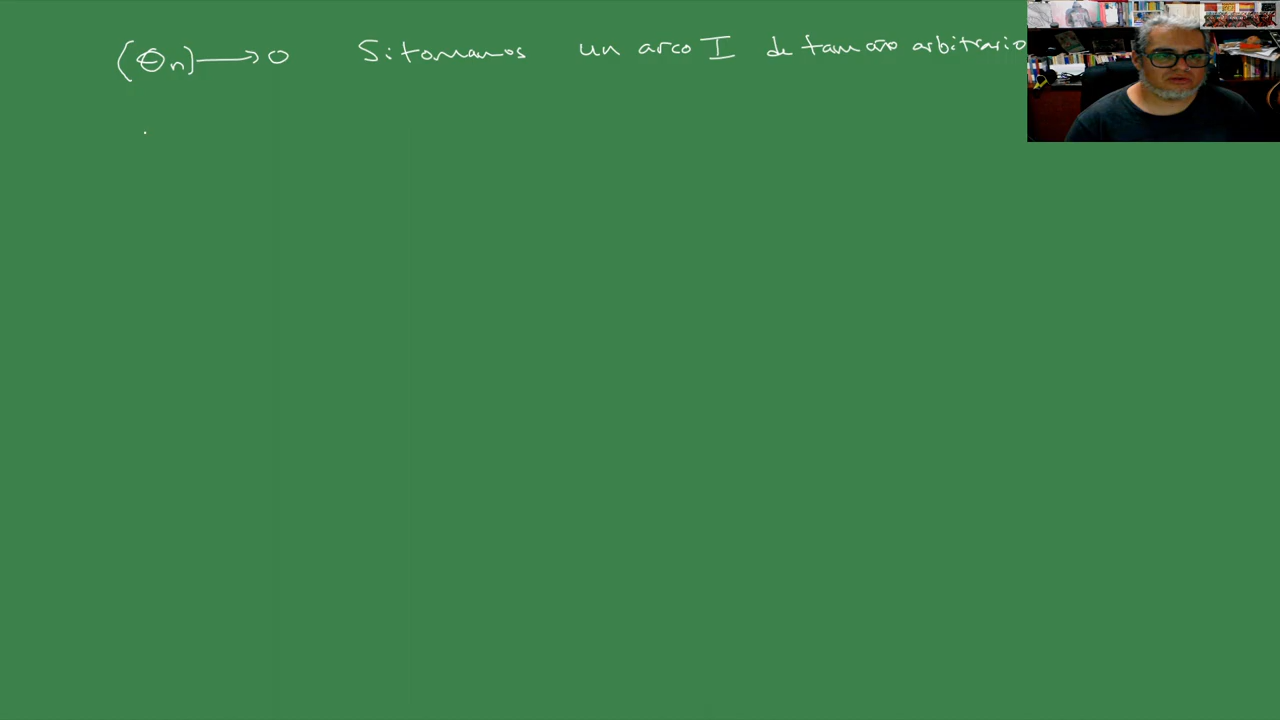 (Θn) → 0 Si tomamos un arco I de tamaño arbitrario